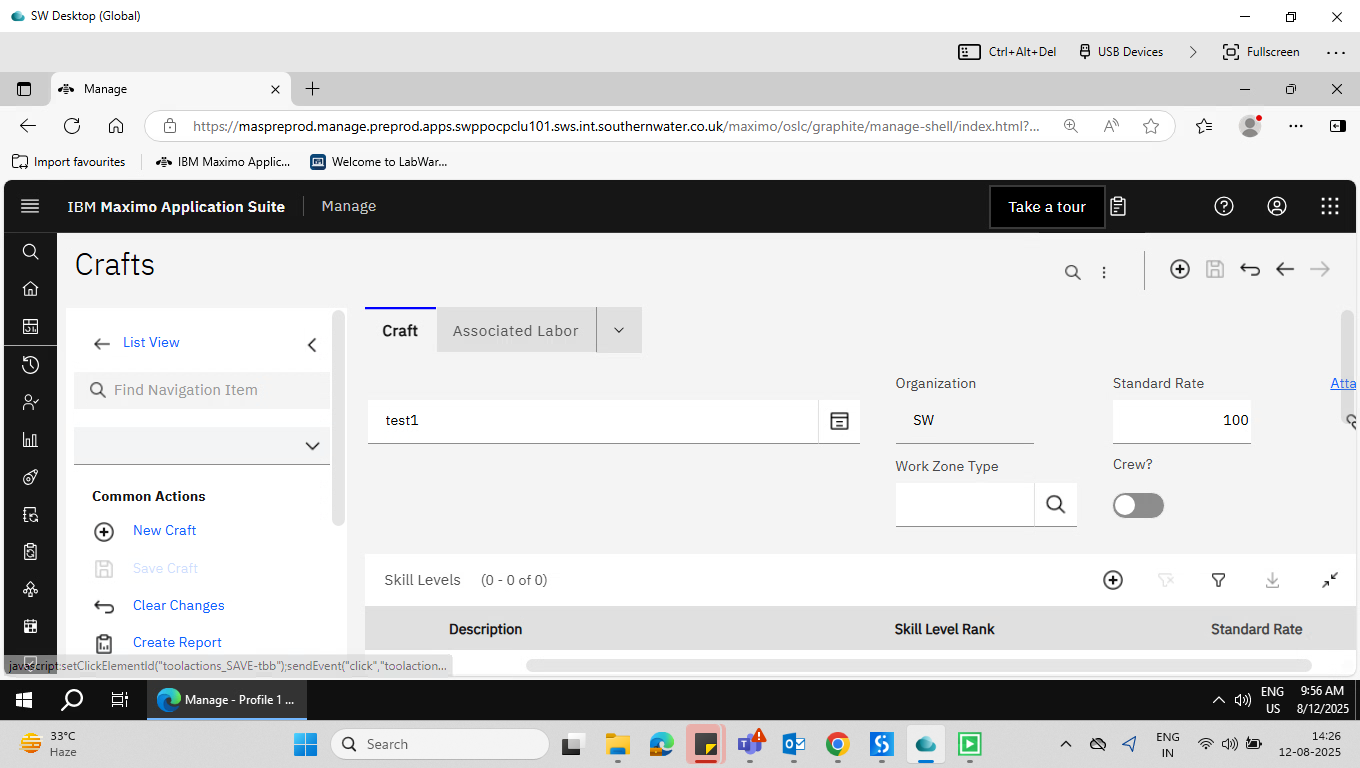 SW Desktop (Global)
Ctrl+Alt+Del
USB Devices
Fullscreen
Manage
https://maspreprod.manage.preprod.apps.swppocpclu101.sws.int.southernwater.co.uk/maximo/oslc/graphite/manage-shell/index.html?...
Import favourites
IBM Maximo Applic...
Welcome to LabWar...
IBM Maximo Application Suite
Manage
Take a tour
Crafts
List View
Find Navigation Item
Common Actions
New Craft
Save Craft
Clear Changes
Create Report
Craft
Associated Labor
Organization
Standard Rate
Atta
test1
SW
100
Work Zone Type
Crew?
Skill Levels (0 - 0 of 0)
Description
Skill Level Rank
Standard Rate
javascript:setClickElementId("toolactions_SAVE-tbb");sendEvent("click","toolaction...
Manage - Profile 1 ...
ENG
US
9:56 AM
8/12/2025
33°C
Haze
Search
ENG
IN
14:26
12-08-2025